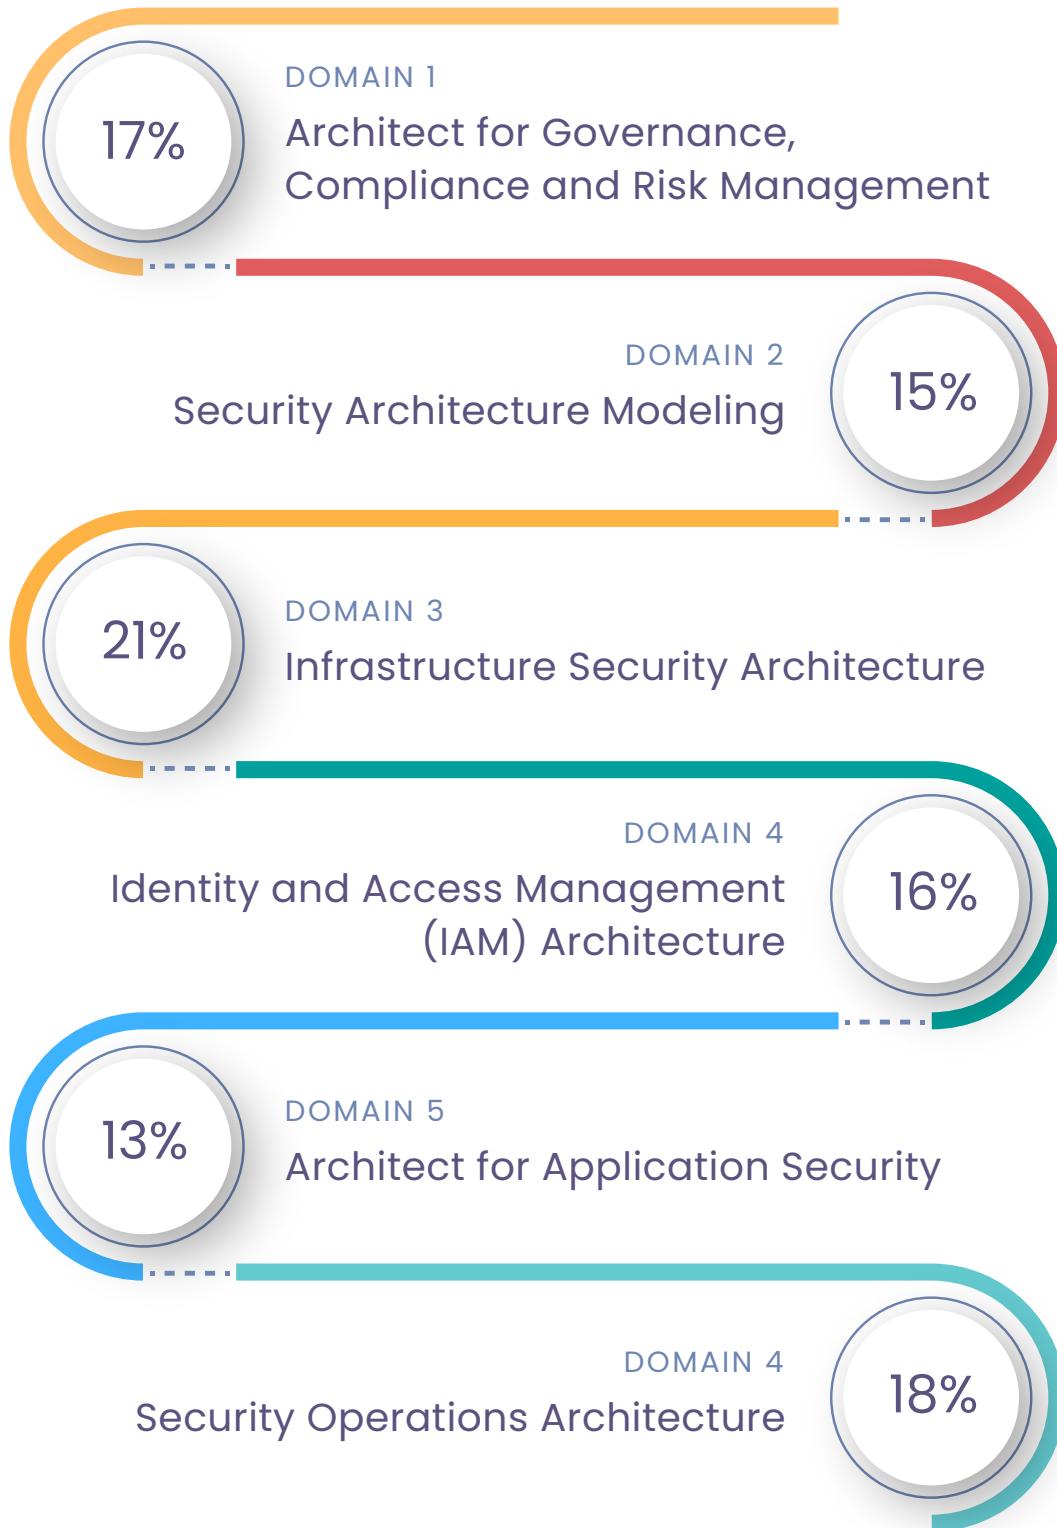 17%
DOMAIN 1
Architect for Governance,
Compliance and Risk Management
DOMAIN 2
Security Architecture Modeling
15%
21%
DOMAIN 3
Infrastructure Security Architecture
DOMAIN 4
Identity and Access Management
(IAM) Architecture
16%
13%
DOMAIN 5
Architect for Application Security
DOMAIN 4
Security Operations Architecture
18%